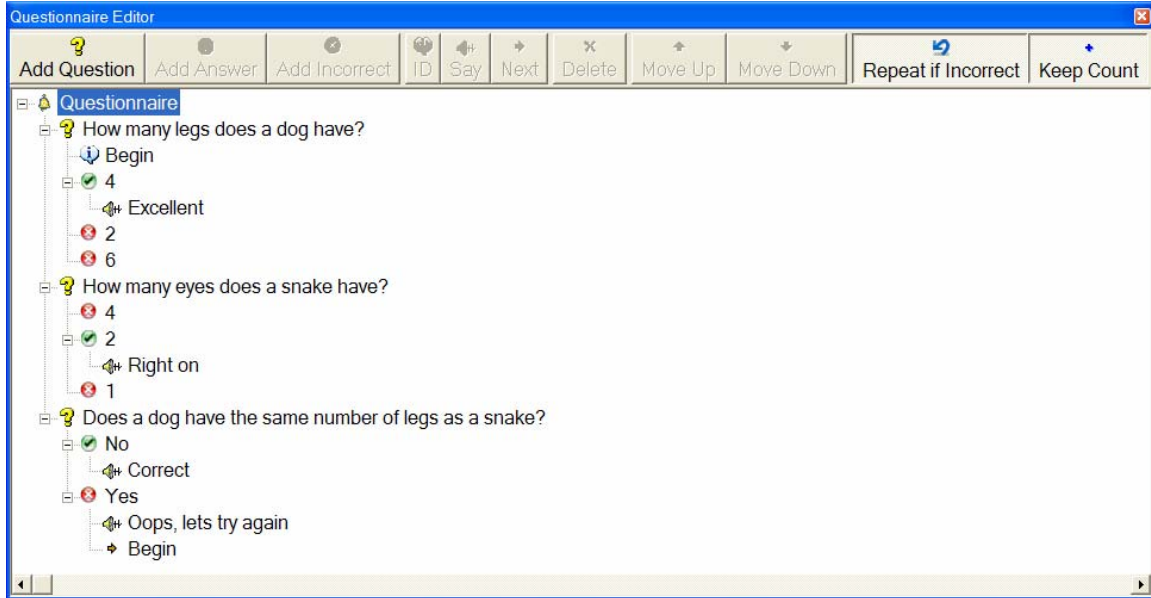 Questionnaire Editor
Add Question Add Answer Add Incorrect ID Say Next Delete Move Up Move Down Repeat if Incorrect Keep Count
Questionnaire
How many legs does a dog have?
Begin
4
Excellent
2
6
How many eyes does a snake have?
4
2
Right on
1
Does a dog have the same number of legs as a snake?
No
Correct
Yes
Oops, lets try again
Begin